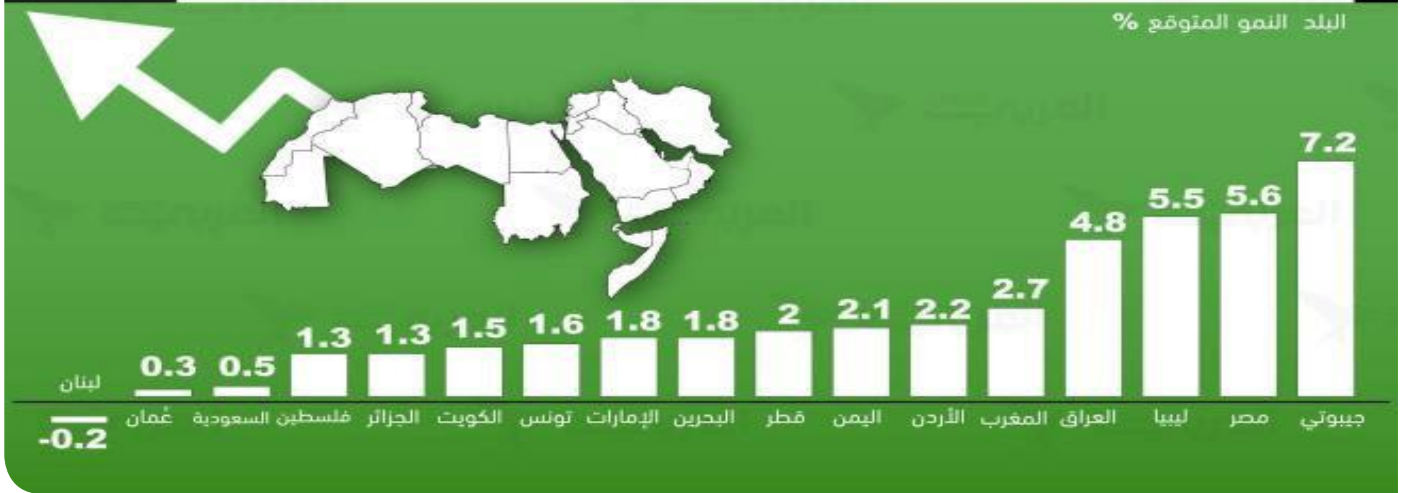 البلد النمو المتوقع %
7.2
5.6
5.5
4.8
2.7
2.2
2.1
2
1.8
1.8
1.6
1.5
1.3
1.3
0.5
0.3
لبنان
جيبوتي
مصر
ليبيا
العراق
المغرب
الأردن
اليمن
قطر
البحرين
الإمارات
تونس
الكويت
الجزائر
فلسطين
السعودية
عُمان
-0.2